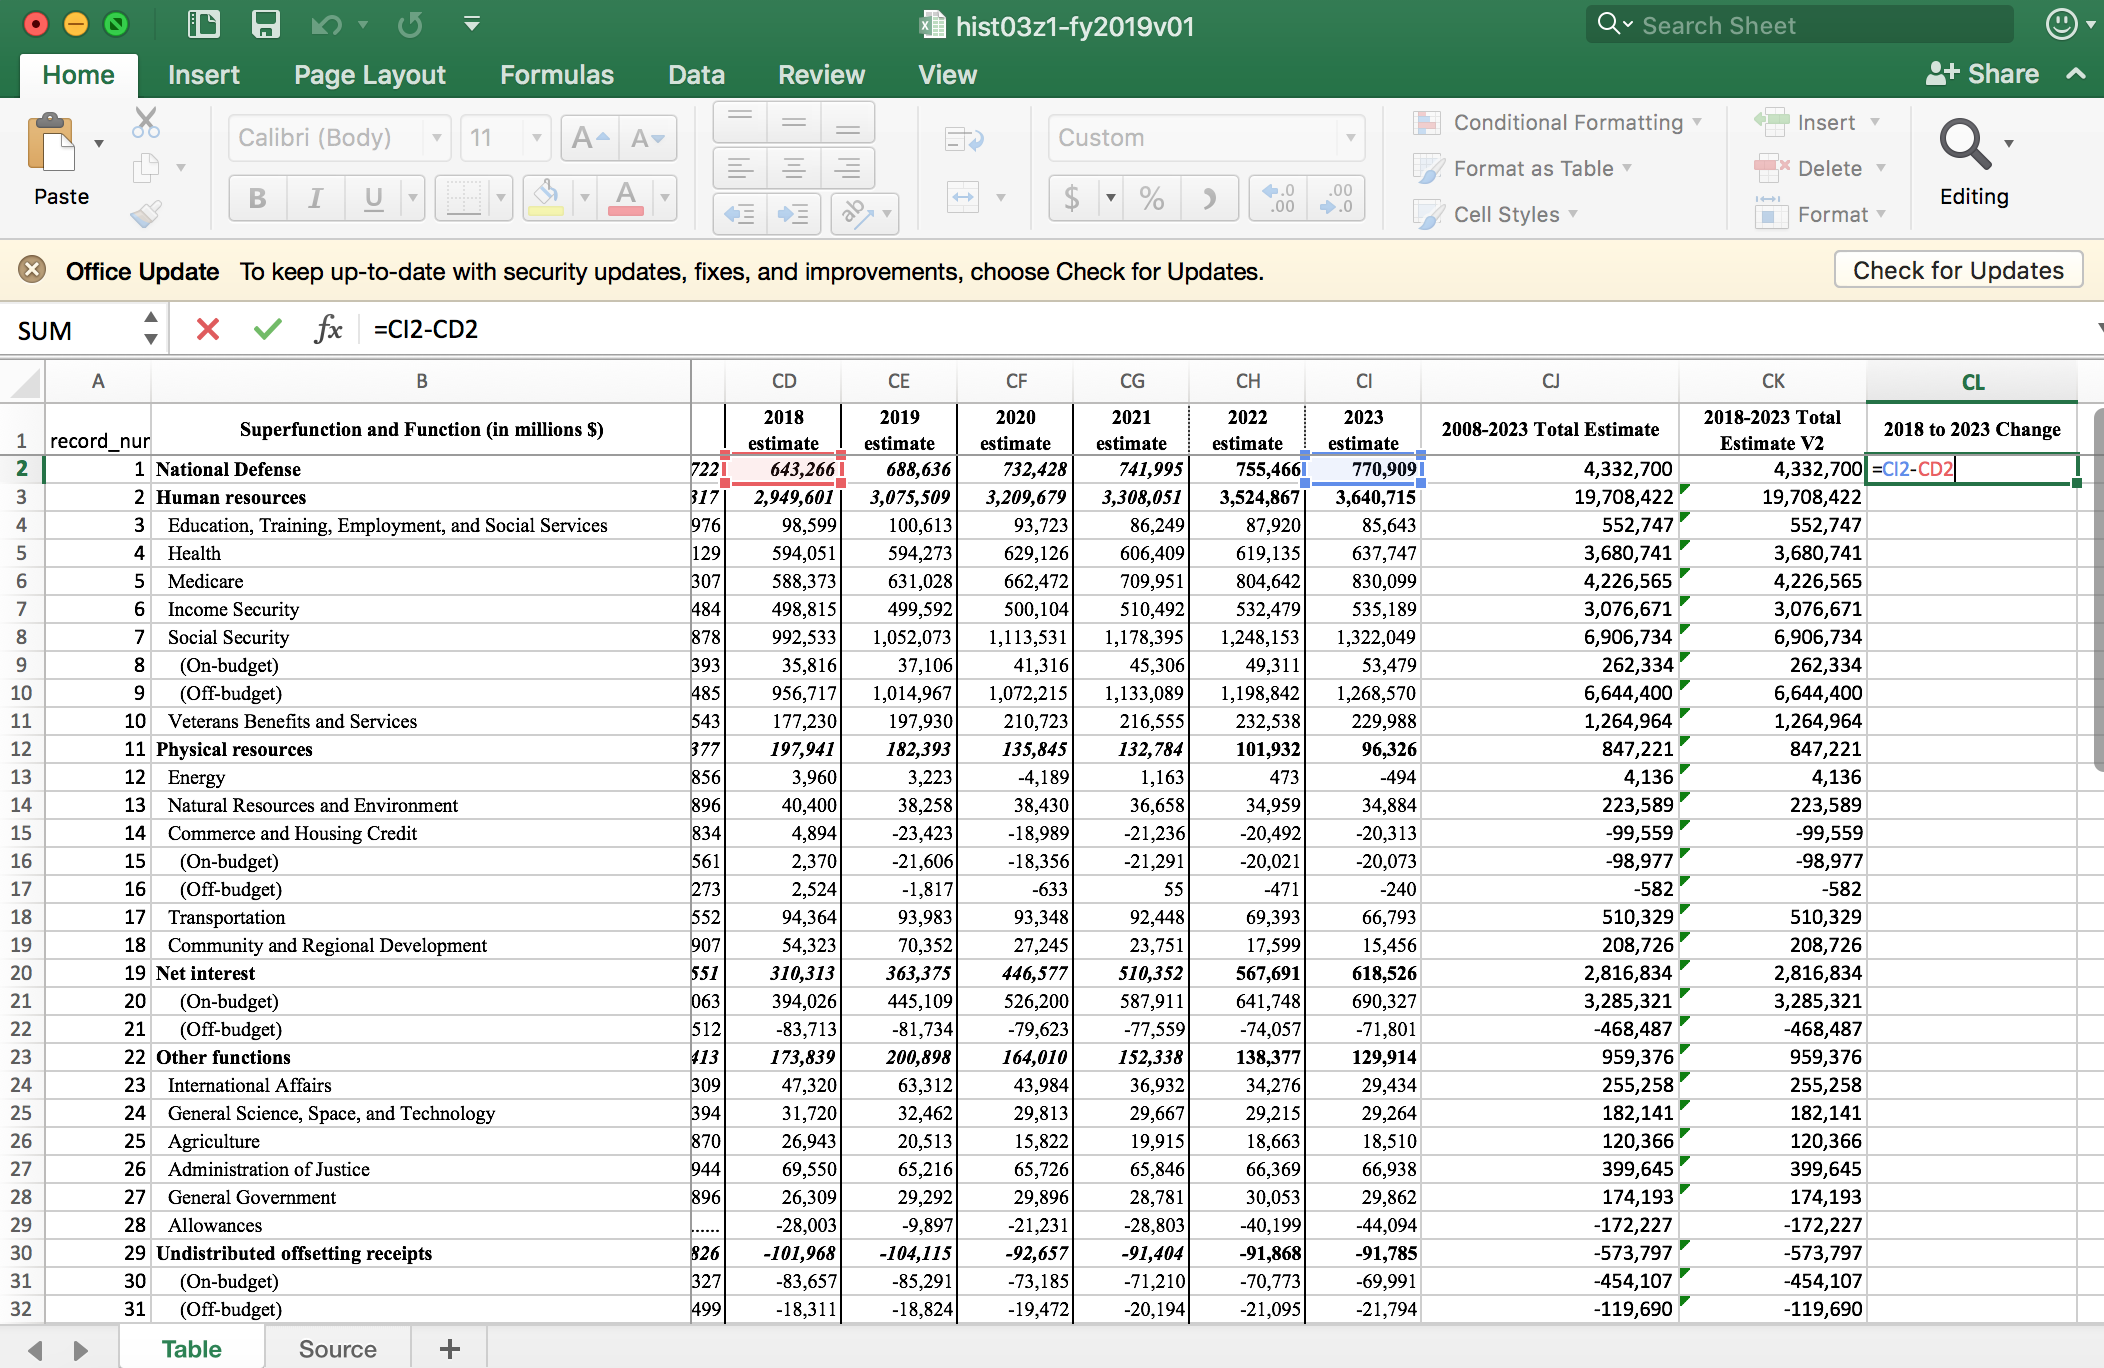 hist03z1-fy2019v01
Search Sheet
Home Insert Page Layout Formulas Data Review View Share
Paste
Calibri (Body) 11 A A
B I U A
ab
Custom
$ % .0 .00 .00 .0
Conditional Formatting
Format as Table
Cell Styles
Insert
Delete
Format
Editing
Office Update To keep up-to-date with security updates, fixes, and improvements, choose Check for Updates. Check for Updates
SUM fx =CI2-CD2
A B CD CE CF CG CH CI CJ CK CL
1 record_nur Superfunction and Function (in millions $) 2018 estimate 2019 estimate 2020 estimate 2021 estimate 2022 estimate 2023 estimate 2008-2023 Total Estimate 2018-2023 Total Estimate V2 2018 to 2023 Change
2 1 National Defense 722 643,266 688,636 732,428 741,995 755,466 770,909 4,332,700 4,332,700 =CI2-CD2
3 2 Human resources 317 2,949,601 3,075,509 3,209,679 3,308,051 3,524,867 3,640,715 19,708,422 19,708,422
4 3 Education, Training, Employment, and Social Services 976 98,599 100,613 93,723 86,249 87,920 85,643 552,747 552,747
5 4 Health 129 594,051 594,273 629,126 606,409 619,135 637,747 3,680,741 3,680,741
6 5 Medicare 307 588,373 631,028 662,472 709,951 804,642 830,099 4,226,565 4,226,565
7 6 Income Security 484 498,815 499,592 500,104 510,492 532,479 535,189 3,076,671 3,076,671
8 7 Social Security 878 992,533 1,052,073 1,113,531 1,178,395 1,248,153 1,322,049 6,906,734 6,906,734
9 8 (On-budget) 393 35,816 37,106 41,316 45,306 49,311 53,479 262,334 262,334
10 9 (Off-budget) 485 956,717 1,014,967 1,072,215 1,133,089 1,198,842 1,268,570 6,644,400 6,644,400
11 10 Veterans Benefits and Services 543 177,230 197,930 210,723 216,555 232,538 229,988 1,264,964 1,264,964
12 11 Physical resources 377 197,941 182,393 135,845 132,784 101,932 96,326 847,221 847,221
13 12 Energy 856 3,960 3,223 -4,189 1,163 473 -494 4,136 4,136
14 13 Natural Resources and Environment 896 40,400 38,258 38,430 36,658 34,959 34,884 223,589 223,589
15 14 Commerce and Housing Credit 834 4,894 -23,423 -18,989 -21,236 -20,492 -20,313 -99,559 -99,559
16 15 (On-budget) 561 2,370 -21,606 -18,356 -21,291 -20,021 -20,073 -98,977 -98,977
17 16 (Off-budget) 273 2,524 -1,817 -633 55 -471 -240 -582 -582
18 17 Transportation 552 94,364 93,983 93,348 92,448 69,393 66,793 510,329 510,329
19 18 Community and Regional Development 907 54,323 70,352 27,245 23,751 17,599 15,456 208,726 208,726
20 19 Net interest 551 310,313 363,375 446,577 510,352 567,691 618,526 2,816,834 2,816,834
21 20 (On-budget) 063 394,026 445,109 526,200 587,911 641,748 690,327 3,285,321 3,285,321
22 21 (Off-budget) 512 -83,713 -81,734 -79,623 -77,559 -74,057 -71,801 -468,487 -468,487
23 22 Other functions 413 173,839 200,898 164,010 152,338 138,377 129,914 959,376 959,376
24 23 International Affairs 309 47,320 63,312 43,984 36,932 34,276 29,434 255,258 255,258
25 24 General Science, Space, and Technology 394 31,720 32,462 29,813 29,667 29,215 29,264 182,141 182,141
26 25 Agriculture 870 26,943 20,513 15,822 19,915 18,663 18,510 120,366 120,366
27 26 Administration of Justice 944 69,550 65,216 65,726 65,846 66,369 66,938 399,645 399,645
28 27 General Government 896 26,309 29,292 29,896 28,781 30,053 29,862 174,193 174,193
29 28 Allowances ...... -28,003 -9,897 -21,231 -28,803 -40,199 -44,094 -172,227 -172,227
30 29 Undistributed offsetting receipts 826 -101,968 -104,115 -92,657 -91,404 -91,868 -91,785 -573,797 -573,797
31 30 (On-budget) 327 -83,657 -85,291 -73,185 -71,210 -70,773 -69,991 -454,107 -454,107
32 31 (Off-budget) 499 -18,311 -18,824 -19,472 -20,194 -21,095 -21,794 -119,690 -119,690
Table Source +